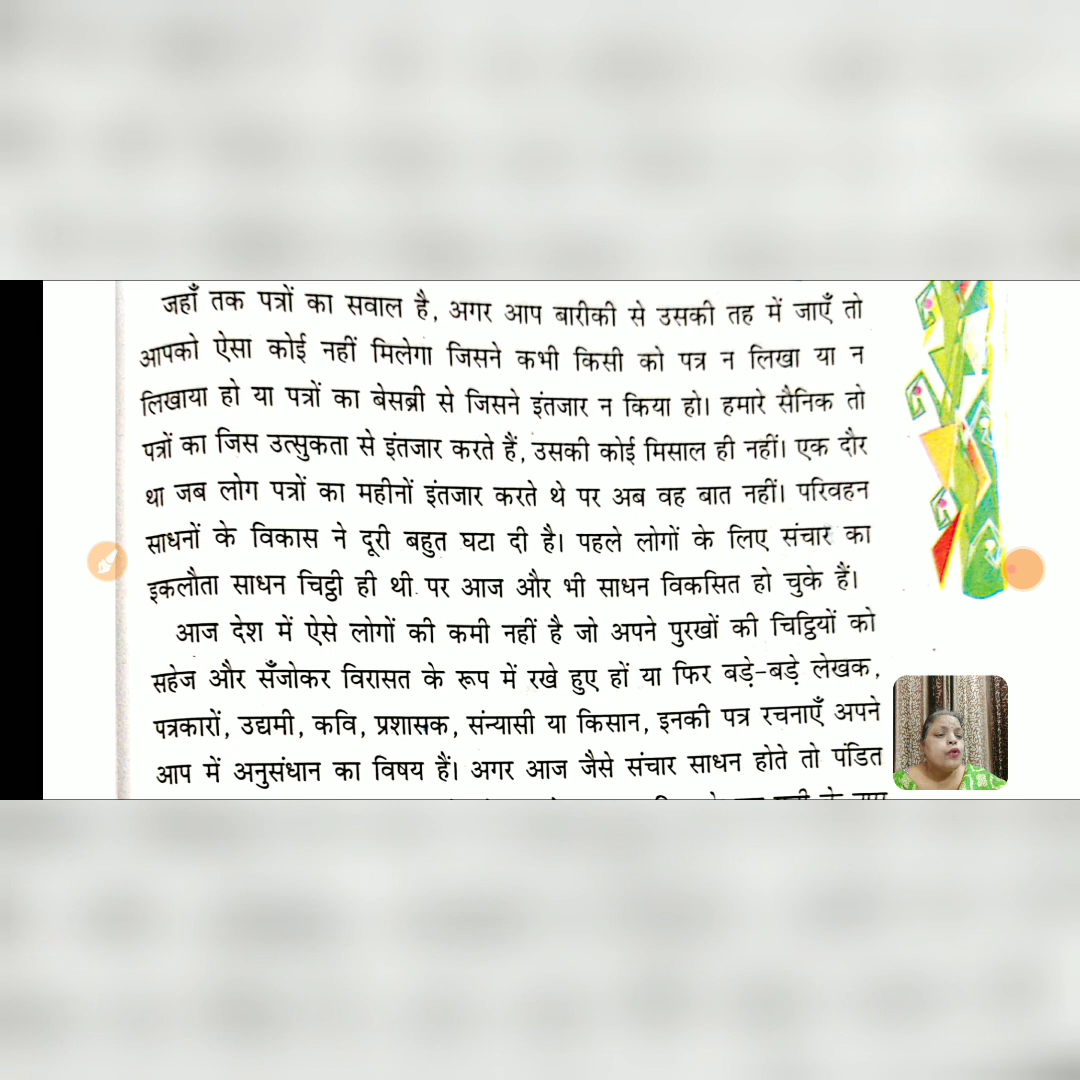 जहाँ तक पत्रों का सवाल है, अगर आप बारीकी से उसकी तह में जाएँ तो
आपको ऐसा कोई नहीं मिलेगा जिसने कभी किसी को पत्र न लिखा या न
लिखाया हो या पत्रों का बेसब्री से जिसने इंतजार न किया हो। हमारे सैनिक तो
पत्रों का जिस उत्सुकता से इंतजार करते हैं, उसकी कोई मिसाल ही नहीं। एक दौर
था जब लोग पत्रों का महीनों इंतजार करते थे पर अब वह बात नहीं। परिवहन
साधनों के विकास ने दूरी बहुत घटा दी है। पहले लोगों के लिए संचार का
इकलौता साधन चिट्ठी ही थी पर आज और भी साधन विकसित हो चुके हैं।
आज देश में ऐसे लोगों की कमी नहीं है जो अपने पुरखों की चिट्ठियों को
सहेज और सँजोकर विरासत के रूप में रखे हुए हों या फिर बड़े-बड़े लेखक,
पत्रकारों, उद्यमी, कवि, प्रशासक, संन्यासी या किसान, इनकी पत्र रचनाएँ अपने
आप में अनुसंधान का विषय हैं। अगर आज जैसे संचार साधन होते तो पंडित